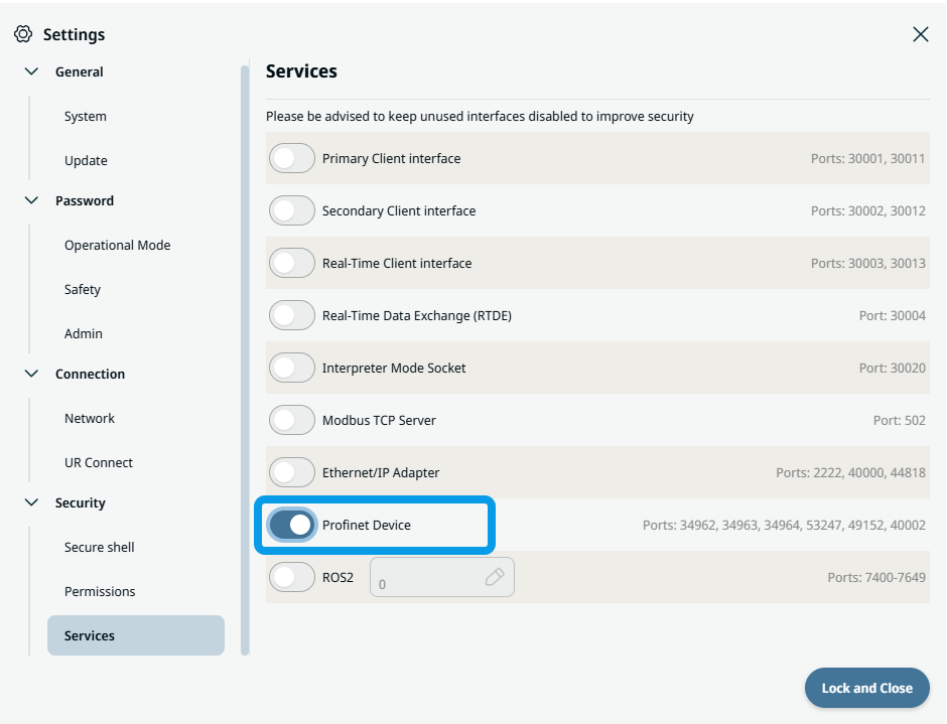 Settings
General
System
Update
Password
Operational Mode
Safety
Admin
Connection
Network
UR Connect
Security
Secure shell
Permissions
Services
Services
Please be advised to keep unused interfaces disabled to improve security
Primary Client interface Ports: 30001, 30011
Secondary Client interface Ports: 30002, 30012
Real-Time Client interface Ports: 30003, 30013
Real-Time Data Exchange (RTDE) Port: 30004
Interpreter Mode Socket Port: 30020
Modbus TCP Server Port: 502
Ethernet/IP Adapter Ports: 2222, 40000, 44818
Profinet Device Ports: 34962, 34963, 34964, 53247, 49152, 40002
ROS2 0 Ports: 7400-7649
Lock and Close